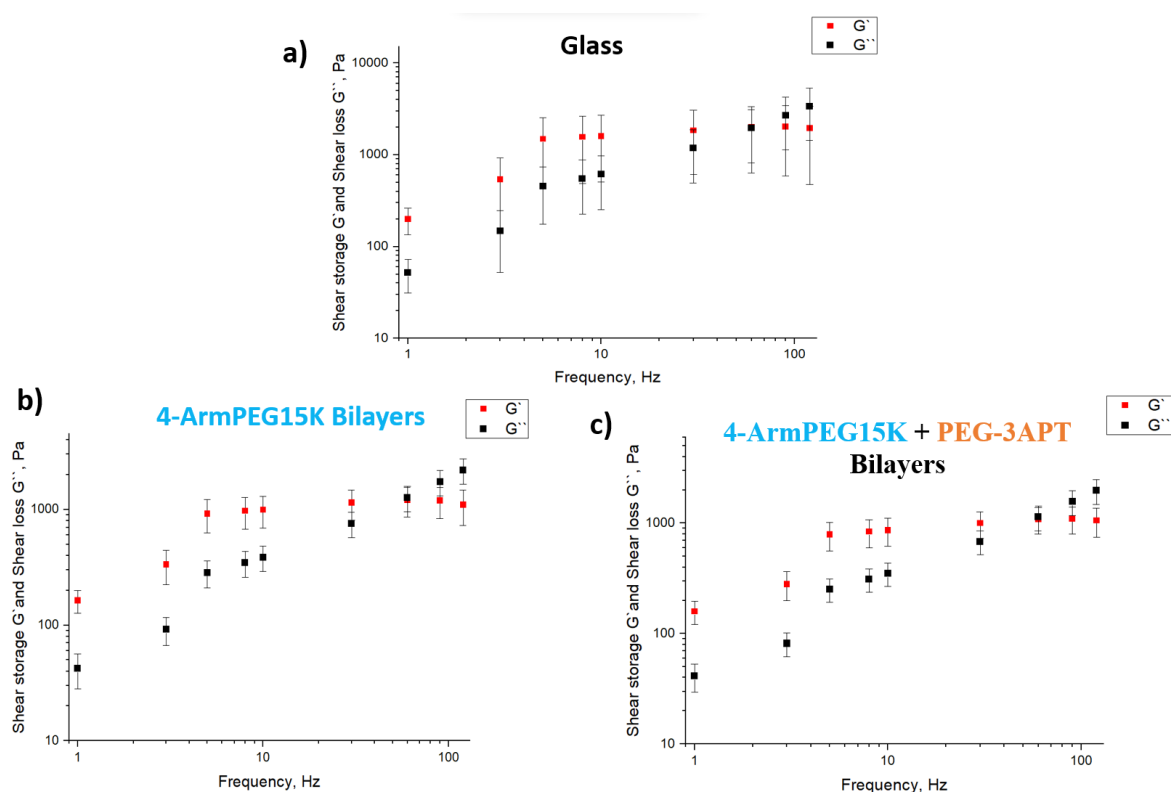 a)
Glass
G`
G``
Shear storage G` and Shear loss G``, Pa
10000
1000
100
10
1
10
100
Frequency, Hz
b)
4-ArmPEG15K Bilayers
G`
G``
Shear storage G` and Shear loss G``, Pa
1000
100
10
1
10
100
Frequency, Hz
c)
4-ArmPEG15K + PEG-3APT
Bilayers
G`
G``
Shear storage G` and Shear loss G``, Pa
1000
100
10
1
10
100
Frequency, Hz